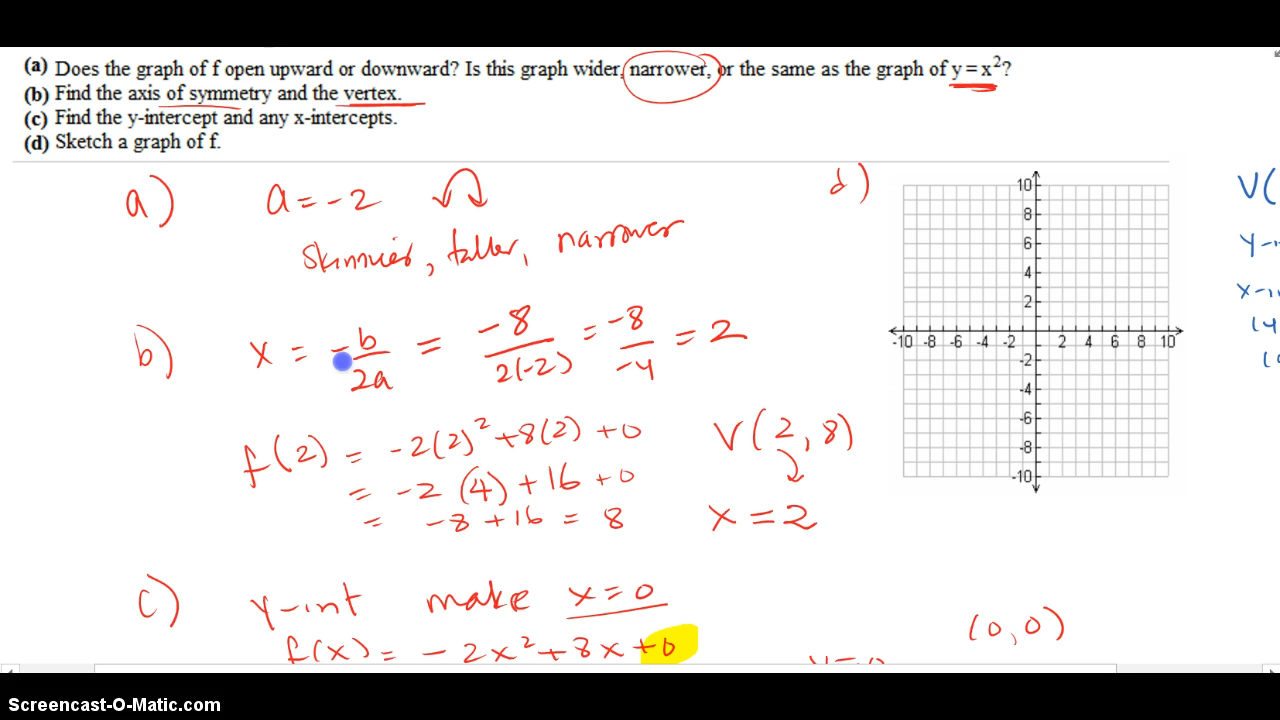 (a) Does the graph of f open upward or downward? Is this graph wider, narrower, or the same as the graph of y = x²?
(b) Find the axis of symmetry and the vertex.
(c) Find the y-intercept and any x-intercepts.
(d) Sketch a graph of f.
a) a = -2
skinnier, taller, narrower
b) x = -b/2a = -8/2(-2) = -8/-4 = 2
f(2) = -2(2)² + 8(2) + 0
= -2 (4) + 16 + 0
= -8 + 16 = 8
V(2, 8)
x = 2
c) y-int make x = 0
f(x) = -2x² + 8x + 0
(0, 0)
d)
10
8
6
4
2
-10 -8 -6 -4 -2 2 4 6 8 10
-2
-4
-6
-8
-10
V(
y-
x-
Screencast-O-Matic.com